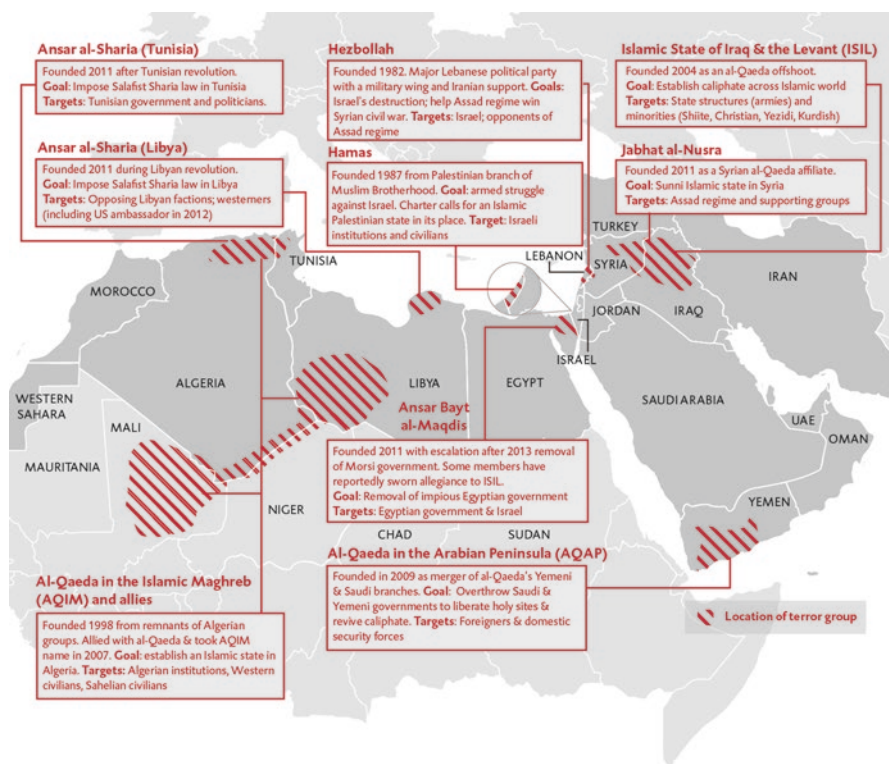 Ansar al-Sharia (Tunisia)
Founded 2011 after Tunisian revolution.
Goal: Impose Salafist Sharia law in Tunisia
Targets: Tunisian government and politicians.
Hezbollah
Founded 1982. Major Lebanese political party
with a military wing and Iranian support. Goals:
Israel's destruction; help Assad regime win
Syrian civil war. Targets: Israel; opponents of
Assad regime
Islamic State of Iraq & the Levant (ISIL)
Founded 2004 as an al-Qaeda offshoot.
Goal: Establish caliphate across Islamic world
Targets: State structures (armies) and
minorities (Shiite, Christian, Yezidi, Kurdish)
Ansar al-Sharia (Libya)
Founded 2011 during Libyan revolution.
Goal: Impose Salafist Sharia law in Libya
Targets: Opposing Libyan factions; westerners
(including US ambassador in 2012)
Hamas
Founded 1987 from Palestinian branch of
Muslim Brotherhood. Goal: armed struggle
against Israel. Charter calls for an Islamic
Palestinian state in its place. Target: Israeli
institutions and civilians
Jabhat al-Nusra
Founded 2011 as a Syrian al-Qaeda affiliate.
Goal: Sunni Islamic state in Syria
Targets: Assad regime and supporting groups
TURKEY
TUNISIA
LEBANON
SYRIA
IRAN
MOROCCO
JORDAN
IRAQ
ISRAEL
ALGERIA
LIBYA
EGYPT
WESTERN
SAHARA
SAUDI ARABIA
UAE
OMAN
MALI
MAURITANIA
NIGER
YEMEN
CHAD
SUDAN
Ansar Bayt
al-Maqdis
Founded 2011 with escalation after 2013 removal
of Morsi government. Some members have
reportedly sworn allegiance to ISIL.
Goal: Removal of impious Egyptian government
Targets: Egyptian government & Israel
Al-Qaeda in the Arabian Peninsula (AQAP)
Founded in 2009 as merger of al-Qaeda's Yemeni
& Saudi branches. Goal: Overthrow Saudi &
Yemeni governments to liberate holy sites &
revive caliphate. Targets: Foreigners & domestic
security forces
Al-Qaeda in the Islamic Maghreb
(AQIM) and allies
Founded 1998 from remnants of Algerian
groups. Allied with al-Qaeda & took AQIM
name in 2007. Goal: establish an Islamic state in
Algeria. Targets: Algerian institutions, Western
civilians, Sahelian civilians
Location of terror group